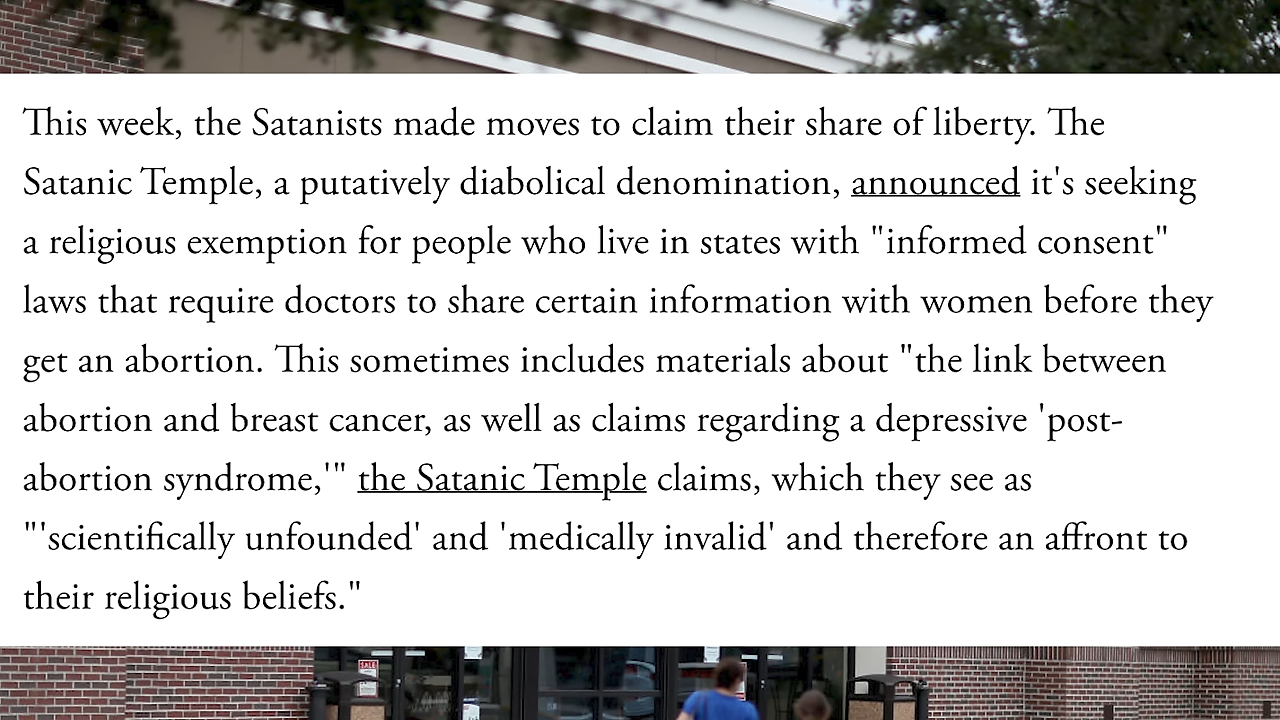 This week, the Satanists made moves to claim their share of liberty. The
Satanic Temple, a putatively diabolical denomination, announced it's seeking
a religious exemption for people who live in states with "informed consent"
laws that require doctors to share certain information with women before they
get an abortion. This sometimes includes materials about "the link between
abortion and breast cancer, as well as claims regarding a depressive 'post-
abortion syndrome,'" the Satanic Temple claims, which they see as
"'scientifically unfounded' and 'medically invalid' and therefore an affront to
their religious beliefs."